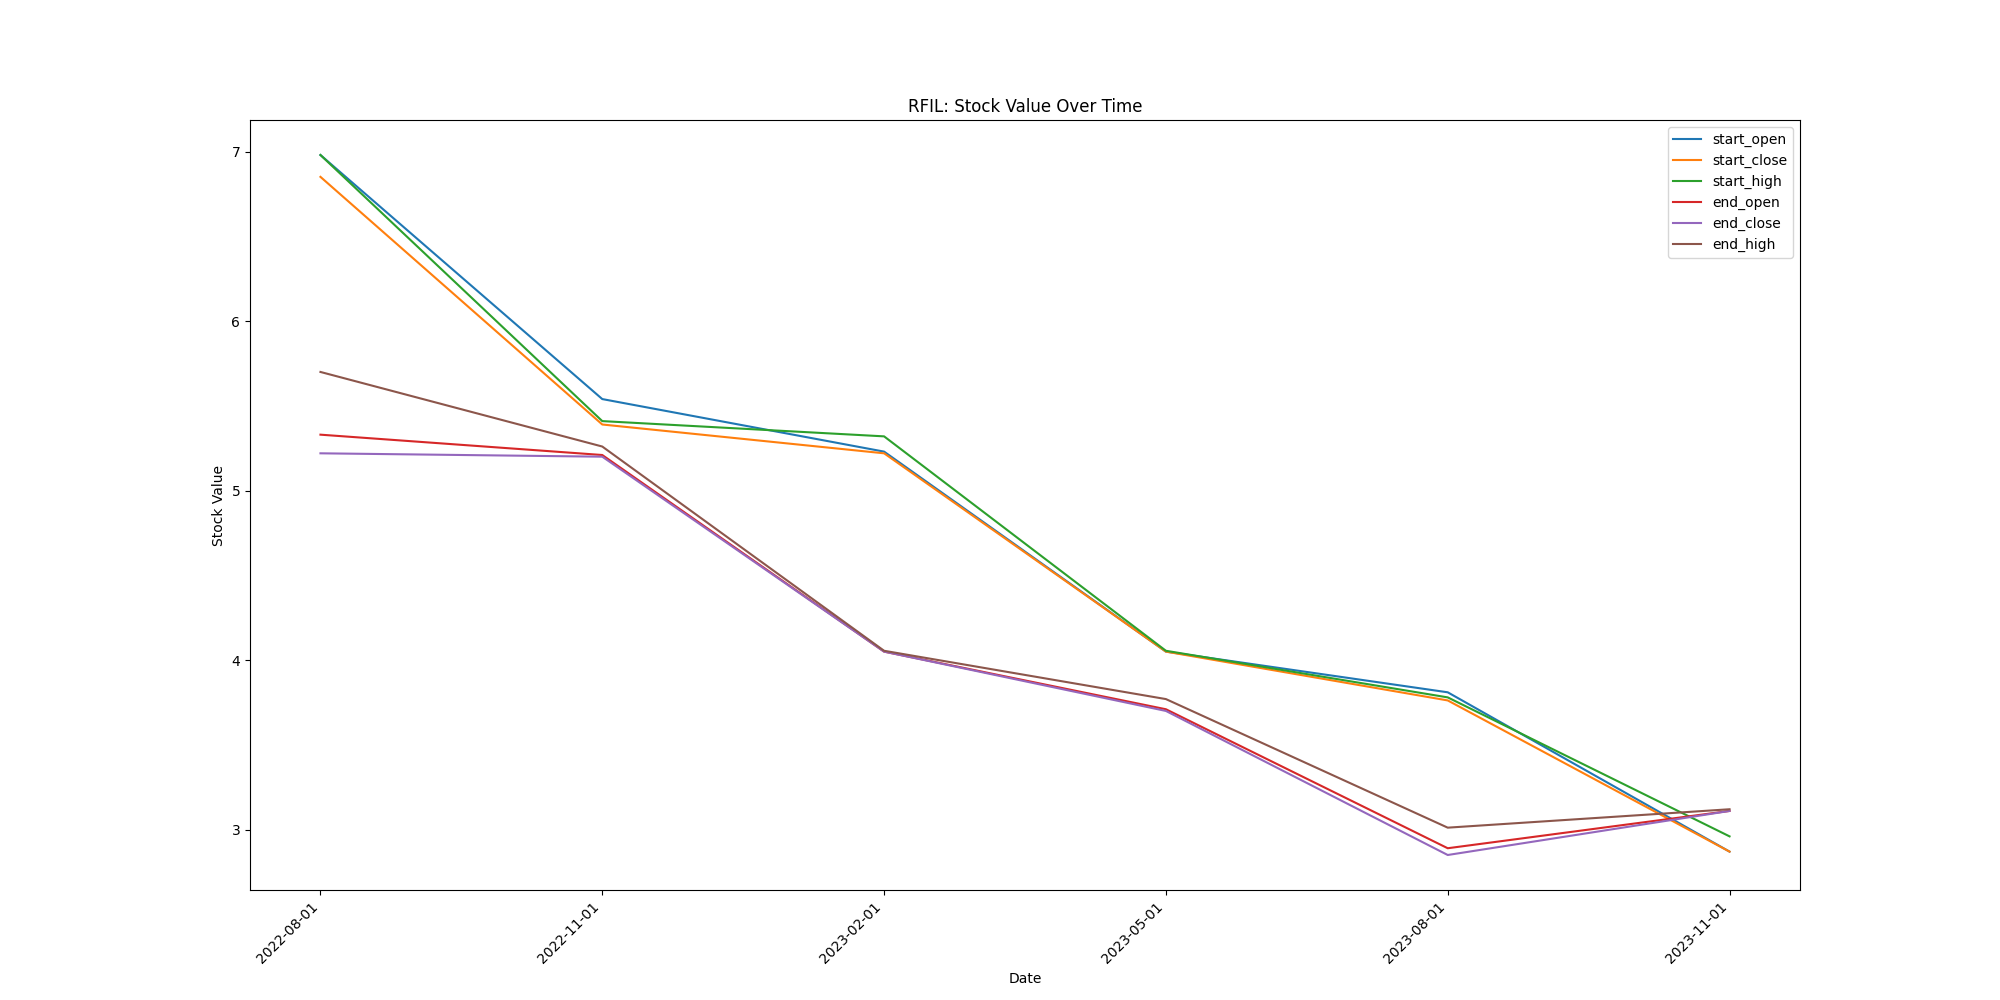 RFIL: Stock Value Over Time
start_open
start_close
start_high
end_open
end_close
end_high
Stock Value
7
6
5
4
3
2022-08-01
2022-11-01
2023-02-01
2023-05-01
2023-08-01
2023-11-01
Date